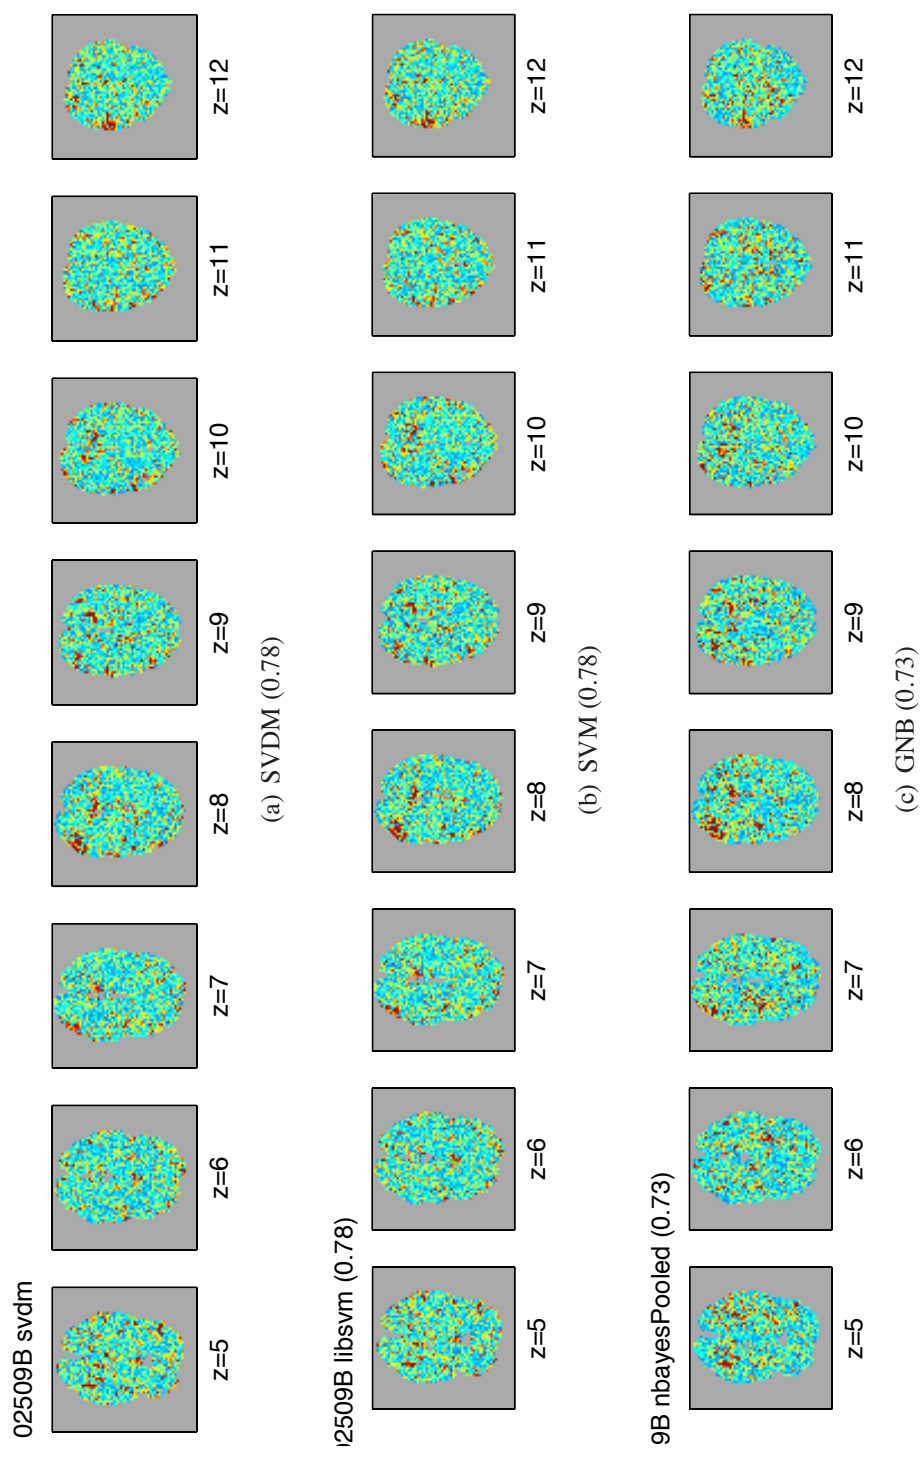 02509B svdm
z=5 z=6 z=7 z=8 z=9 z=10 z=11 z=12
(a) SVDM (0.78)
02509B libsvm (0.78)
z=5 z=6 z=7 z=8 z=9 z=10 z=11 z=12
(b) SVM (0.78)
9B nbayesPooled (0.73)
z=5 z=6 z=7 z=8 z=9 z=10 z=11 z=12
(c) GNB (0.73)